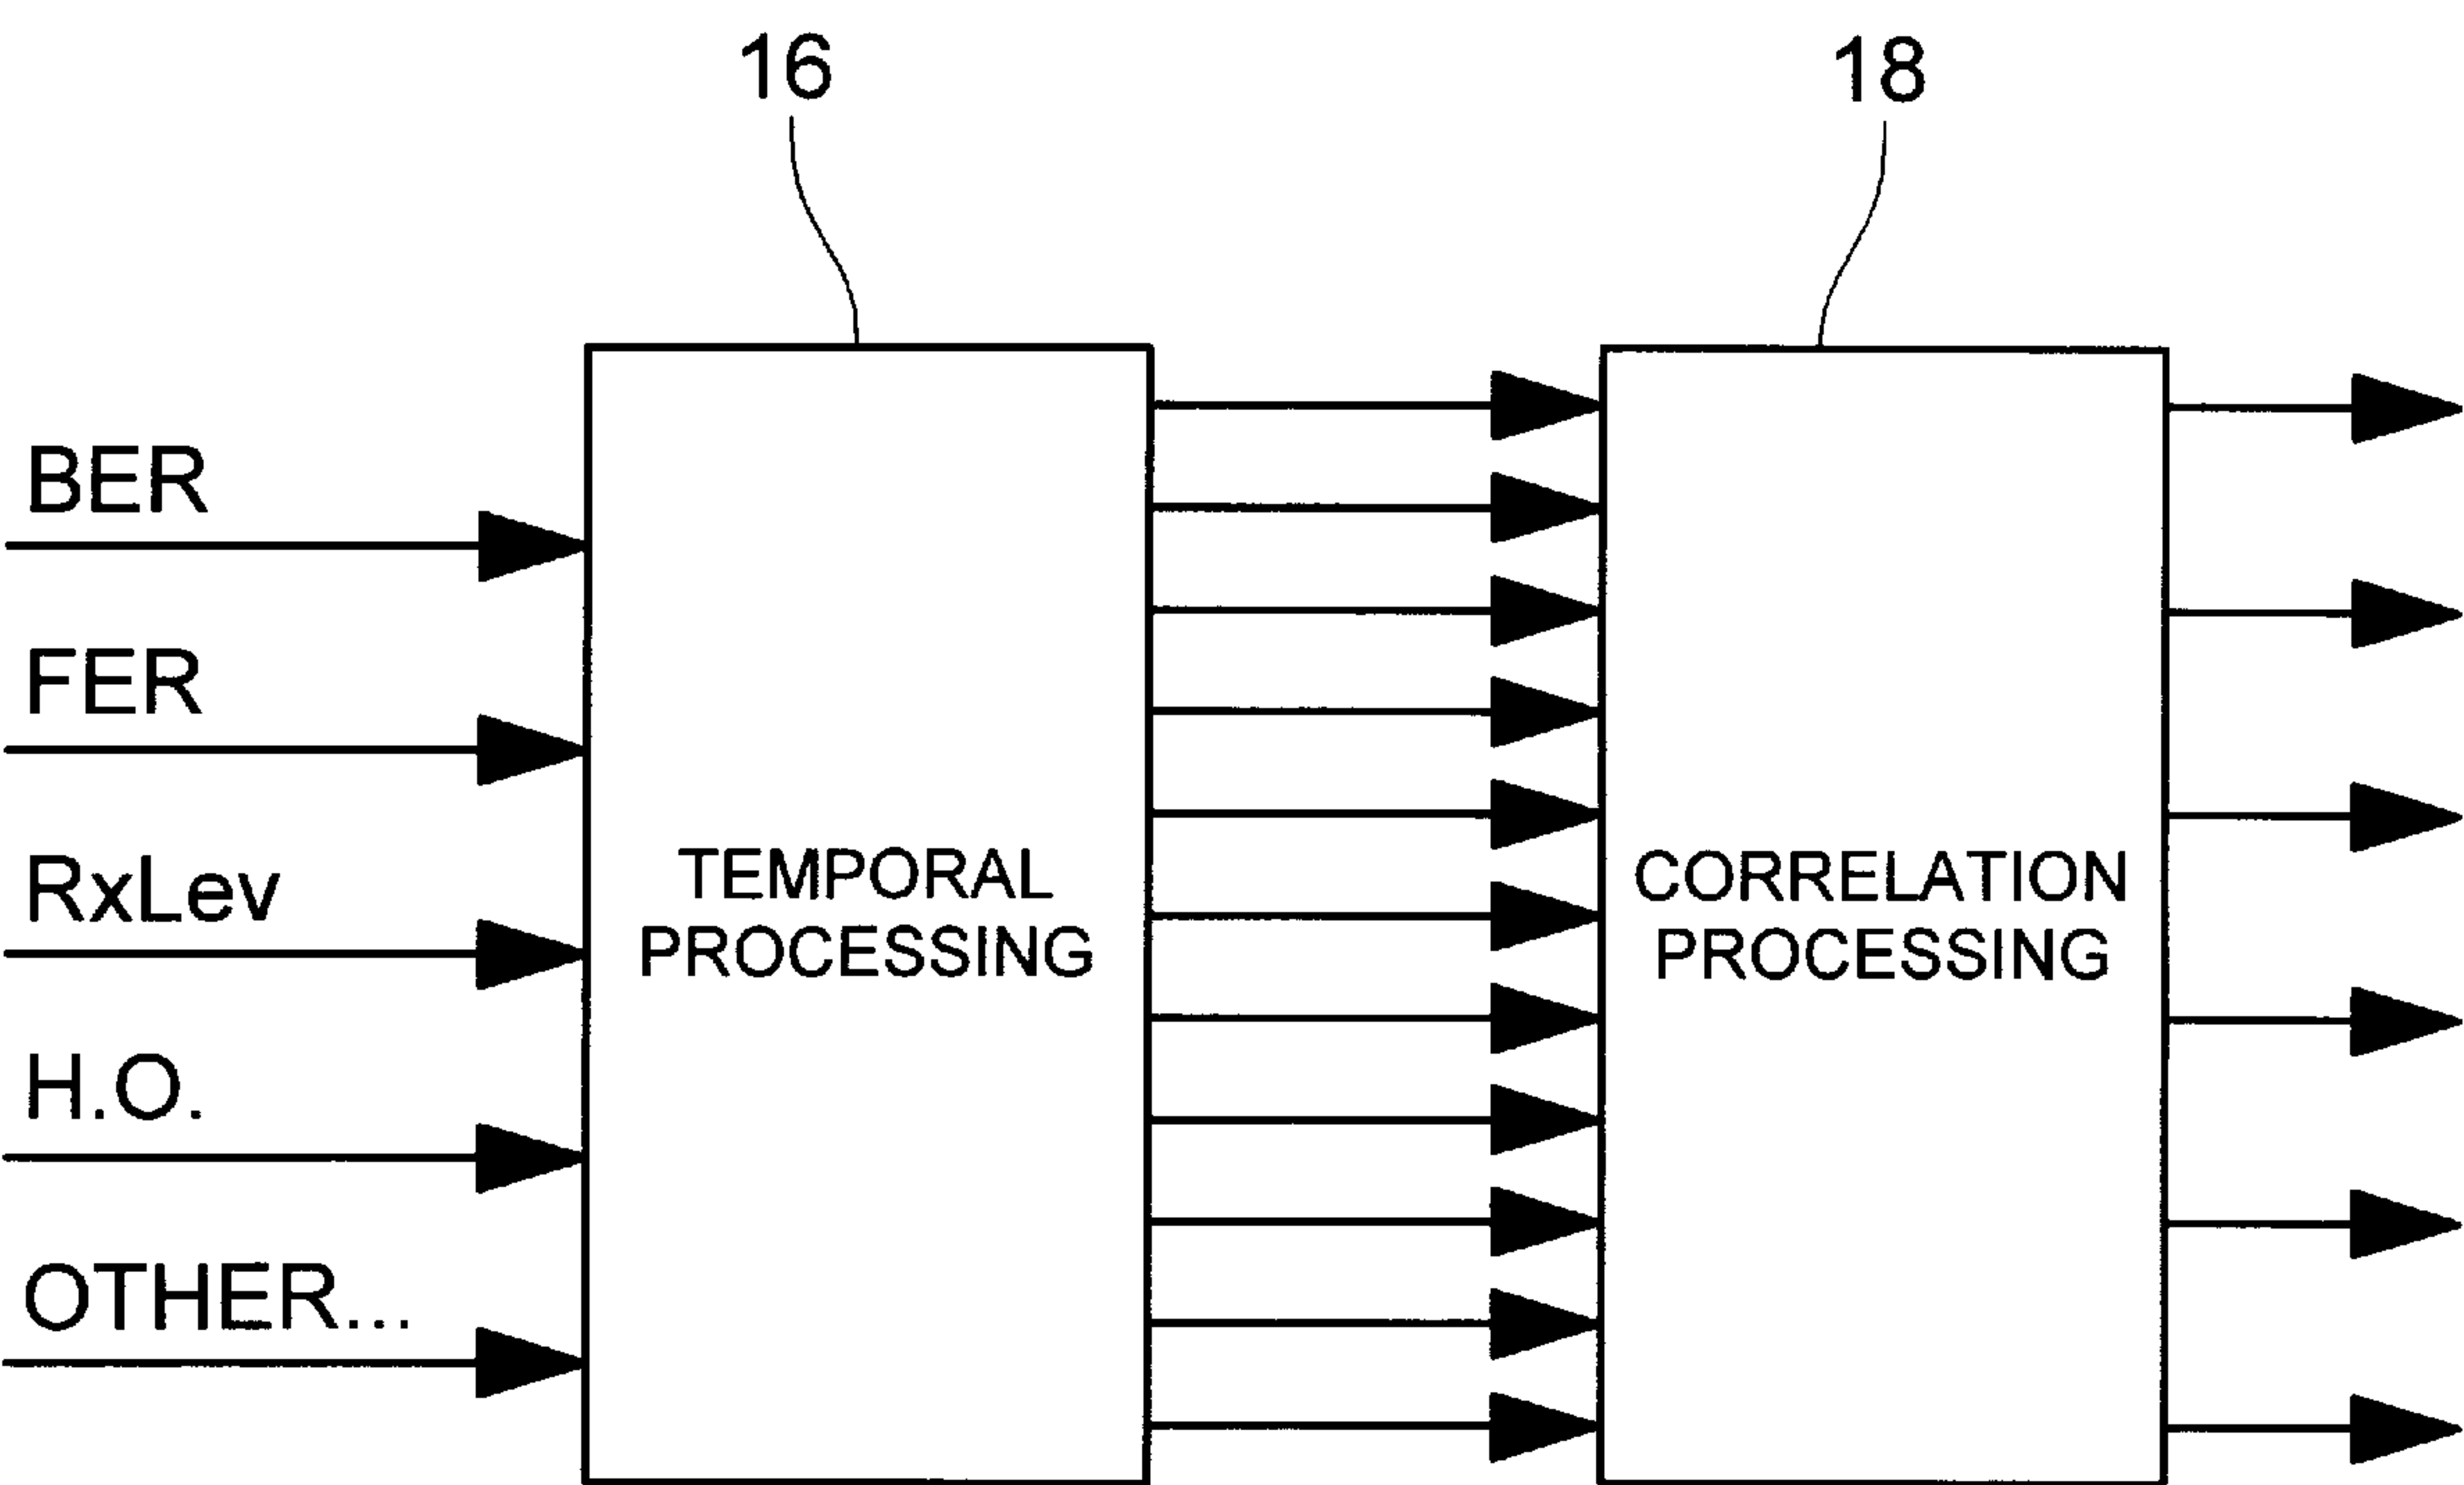 16
18
BER
FER
RxLev
H.O.
OTHER...
TEMPORAL
PROCESSING
CORRELATION
PROCESSING